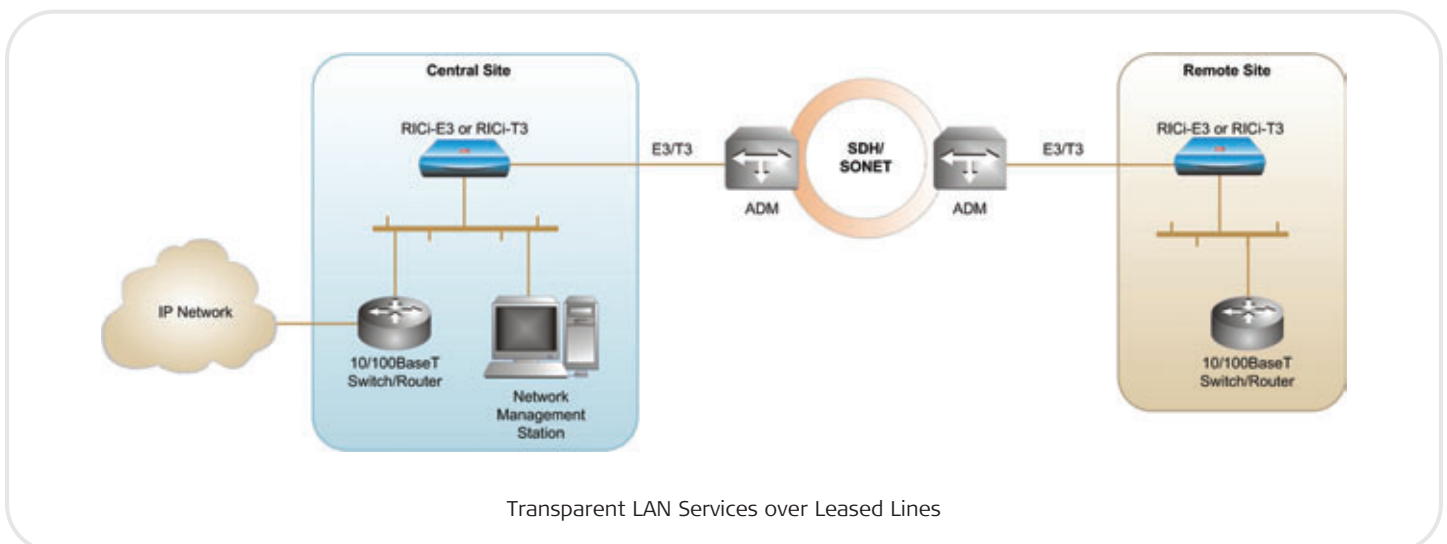 Central Site
RICi-E3 or RICi-T3
E3/T3
ADM
SDH/
SONET
ADM
E3/T3
Remote Site
RICi-E3 or RICi-T3
IP Network
10/100BaseT
Switch/Router
Network
Management
Station
10/100BaseT
Switch/Router
Transparent LAN Services over Leased Lines